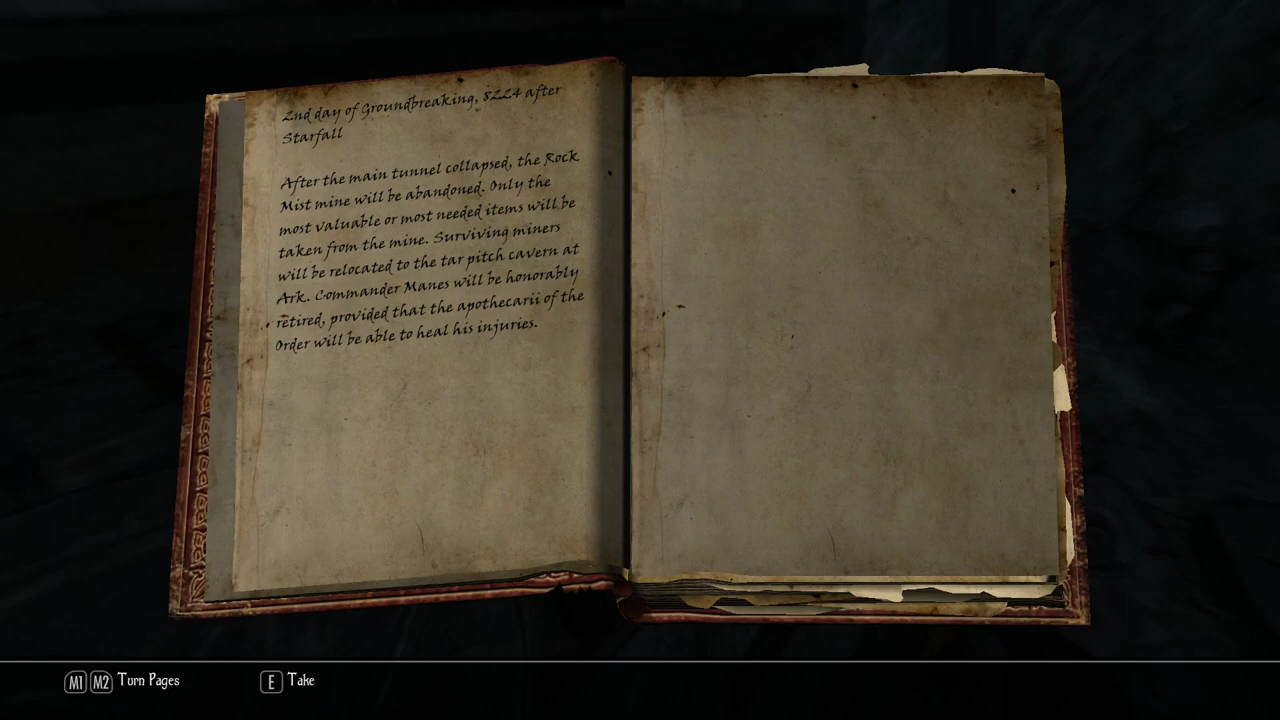 2nd day of Groundbreaking, 8224 after
Starfall
After the main tunnel collapsed, the Rock
Mist mine will be abandoned. Only the
most valuable or most needed items will be
taken from the mine. Surviving miners
will be relocated to the tar pitch cavern at
Ark. Commander Manes will be honorably
retired, provided that the apothecarii of the
Order will be able to heal his injuries.
M1 M2 Turn Pages
E Take